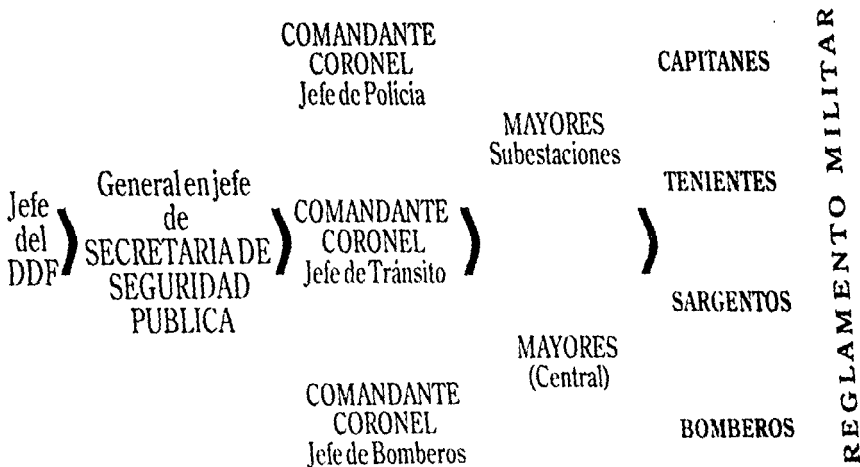 Jefe
del
DDF
General en jefe
de
SECRETARIA DE
SEGURIDAD
PUBLICA
COMANDANTE
CORONEL
Jefe de Policia
COMANDANTE
CORONEL
Jefe de Tránsito
COMANDANTE
CORONEL
Jefe de Bomberos
MAYORES
Subestaciones
MAYORES
(Central)
CAPITANES
TENIENTES
SARGENTOS
BOMBEROS
REGLAMENTO MILITAR